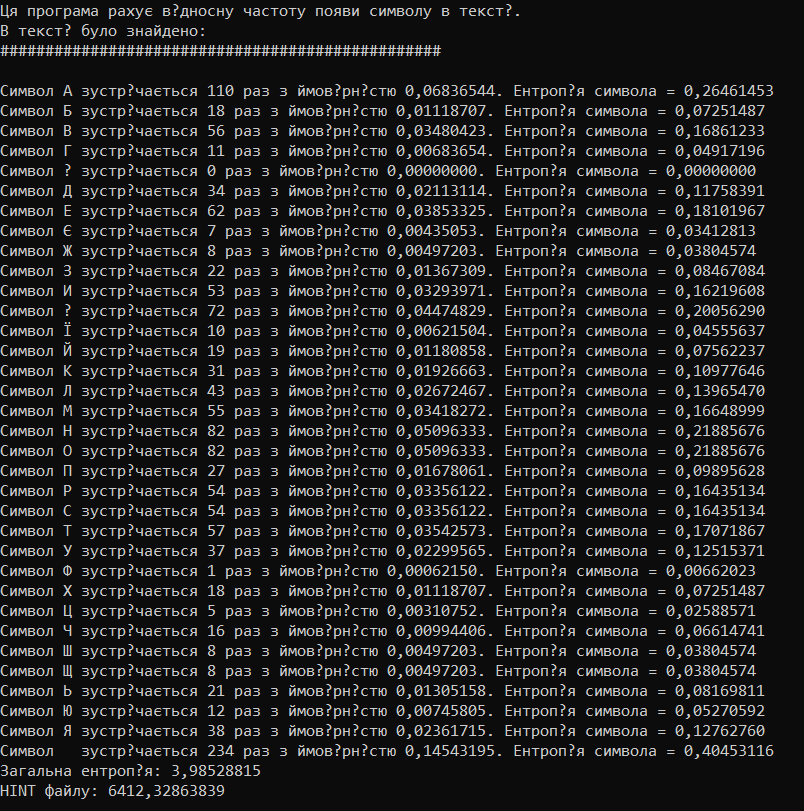 Ця програма рахує в?дносну частоту появи символу в текст?.
В текст? було знайдено:
#################################################
Символ А зустр?чається 110 раз з ймов?рн?стю 0,06836544. Ентроп?я символа = 0,26461453
Символ Б зустр?чається 18 раз з ймов?рн?стю 0,01118707. Ентроп?я символа = 0,07251487
Символ В зустр?чається 56 раз з ймов?рн?стю 0,03480423. Ентроп?я символа = 0,16861233
Символ Г зустр?чається 11 раз з ймов?рн?стю 0,00683654. Ентроп?я символа = 0,04917196
Символ ? зустр?чається 0 раз з ймов?рн?стю 0,00000000. Ентроп?я символа = 0,00000000
Символ Д зустр?чається 34 раз з ймов?рн?стю 0,02113114. Ентроп?я символа = 0,11758391
Символ Е зустр?чається 62 раз з ймов?рн?стю 0,03853325. Ентроп?я символа = 0,18101967
Символ Є зустр?чається 7 раз з ймов?рн?стю 0,00435053. Ентроп?я символа = 0,03412813
Символ Ж зустр?чається 8 раз з ймов?рн?стю 0,00497203. Ентроп?я символа = 0,03804574
Символ З зустр?чається 22 раз з ймов?рн?стю 0,01367309. Ентроп?я символа = 0,08467084
Символ И зустр?чається 53 раз з ймов?рн?стю 0,03293971. Ентроп?я символа = 0,16219608
Символ ? зустр?чається 72 раз з ймов?рн?стю 0,04474829. Ентроп?я символа = 0,20056290
Символ Ї зустр?чається 10 раз з ймов?рн?стю 0,00621504. Ентроп?я символа = 0,04555637
Символ Й зустр?чається 19 раз з ймов?рн?стю 0,01180858. Ентроп?я символа = 0,07562237
Символ К зустр?чається 31 раз з ймов?рн?стю 0,01926663. Ентроп?я символа = 0,10977646
Символ Л зустр?чається 43 раз з ймов?рн?стю 0,02672467. Ентроп?я символа = 0,13965470
Символ М зустр?чається 55 раз з ймов?рн?стю 0,03418272. Ентроп?я символа = 0,16648999
Символ Н зустр?чається 82 раз з ймов?рн?стю 0,05096333. Ентроп?я символа = 0,21885676
Символ О зустр?чається 82 раз з ймов?рн?стю 0,05096333. Ентроп?я символа = 0,21885676
Символ П зустр?чається 27 раз з ймов?рн?стю 0,01678061. Ентроп?я символа = 0,09895628
Символ Р зустр?чається 54 раз з ймов?рн?стю 0,03356122. Ентроп?я символа = 0,16435134
Символ С зустр?чається 54 раз з ймов?рн?стю 0,03356122. Ентроп?я символа = 0,16435134
Символ Т зустр?чається 57 раз з ймов?рн?стю 0,03542573. Ентроп?я символа = 0,17071867
Символ У зустр?чається 37 раз з ймов?рн?стю 0,02299565. Ентроп?я символа = 0,12515371
Символ Ф зустр?чається 1 раз з ймов?рн?стю 0,00062150. Ентроп?я символа = 0,00662023
Символ Х зустр?чається 18 раз з ймов?рн?стю 0,01118707. Ентроп?я символа = 0,07251487
Символ Ц зустр?чається 5 раз з ймов?рн?стю 0,00310752. Ентроп?я символа = 0,02588571
Символ Ч зустр?чається 16 раз з ймов?рн?стю 0,00994406. Ентроп?я символа = 0,06614741
Символ Ш зустр?чається 8 раз з ймов?рн?стю 0,00497203. Ентроп?я символа = 0,03804574
Символ Щ зустр?чається 8 раз з ймов?рн?стю 0,00497203. Ентроп?я символа = 0,03804574
Символ Ь зустр?чається 21 раз з ймов?рн?стю 0,01305158. Ентроп?я символа = 0,08169811
Символ Ю зустр?чається 12 раз з ймов?рн?стю 0,00745805. Ентроп?я символа = 0,05270592
Символ Я зустр?чається 38 раз з ймов?рн?стю 0,02361715. Ентроп?я символа = 0,12762760
Символ   зустр?чається 234 раз з ймов?рн?стю 0,14543195. Ентроп?я символа = 0,40453116
Загальна ентроп?я: 3,98528815
HINT файлу: 6412,32863839